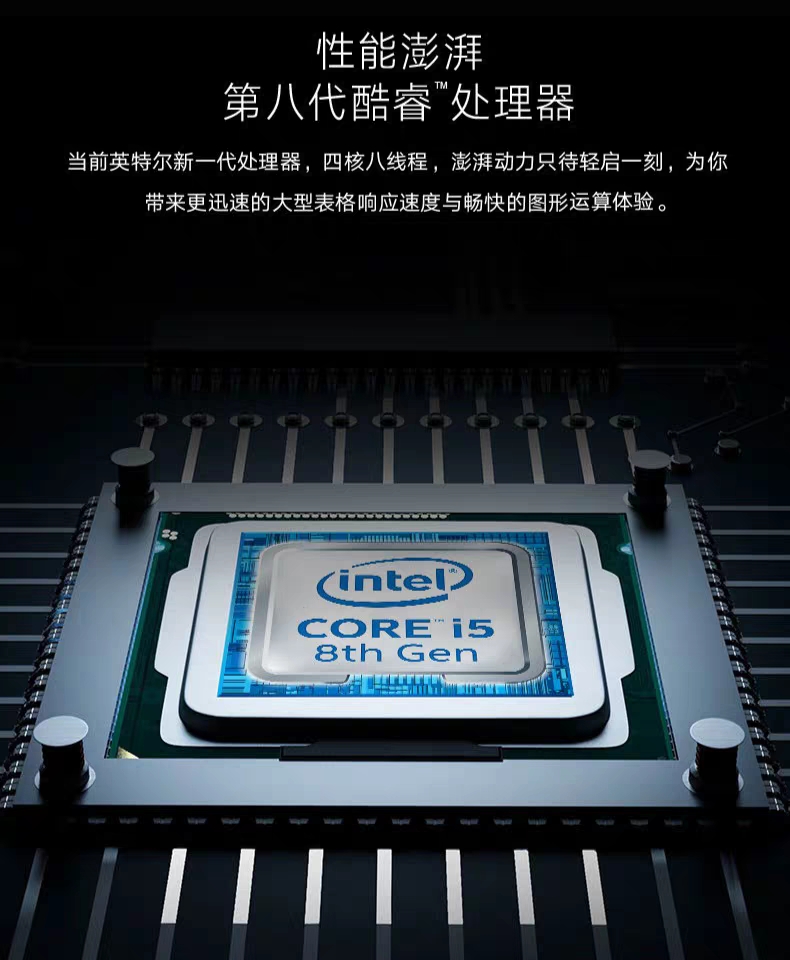 性能澎湃
第八代酷睿™处理器
当前英特尔新一代处理器，四核八线程，澎湃动力只待轻启一刻，为你
带来更迅速的大型表格响应速度与畅快的图形运算体验。
intel®
CORE™ i5
8th Gen